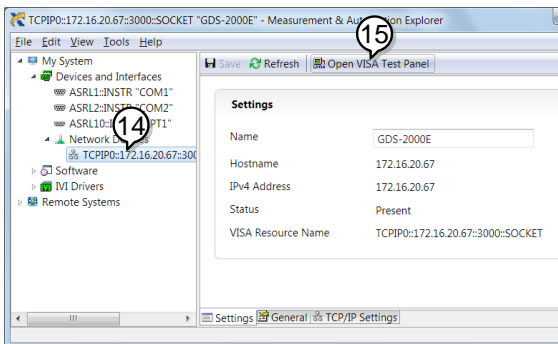 TCPIP0::172.16.20.67::3000::SOCKET "GDS-2000E" - Measurement & Automation Explorer
File Edit View Tools Help
15
My System
Save Refresh Open VISA Test Panel
Devices and Interfaces
ASRL1::INSTR "COM1"
ASRL2::INSTR "COM2"
Settings
ASRL10:: PT1"
14
Network
Name GDS-2000E
TCPIP0::172.16.20.67::300
Hostname 172.16.20.67
Software
IVI Drivers
IPv4 Address 172.16.20.67
Remote Systems
Status Present
VISA Resource Name TCPIP0::172.16.20.67::3000::SOCKET
Settings General TCP/IP Settings